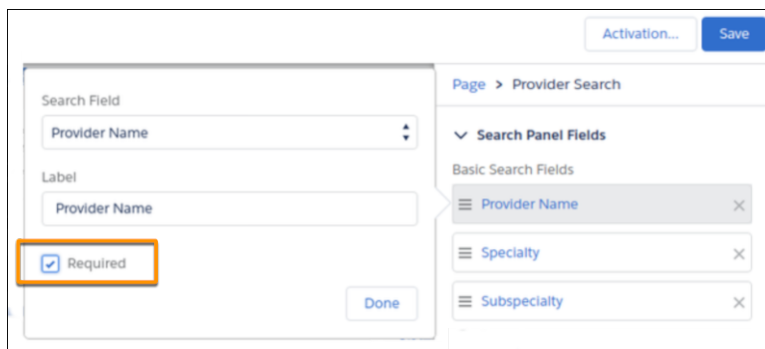 Activation...
Save
Page > Provider Search
Search Field
Provider Name
Label
Provider Name
Required
Done
Search Panel Fields
Basic Search Fields
Provider Name
Specialty
Subspecialty